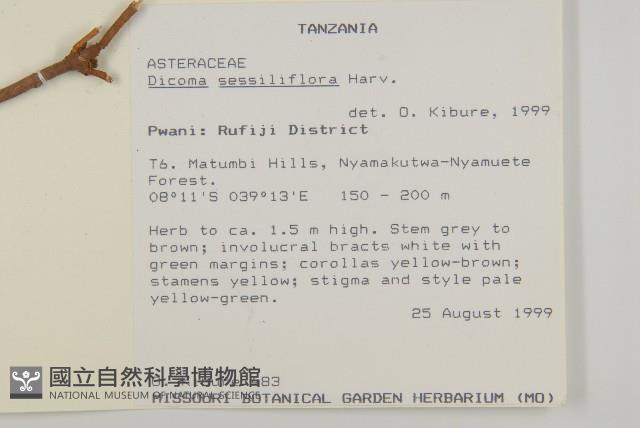 TANZANIA
ASTERACEAE
Dicoma sessiliflora Harv.
det. O. Kibure, 1999
Pwani: Rufiji District
T6. Matumbi Hills, Nyamakutwa-Nyamuete
Forest.
08°11'S 039°13'E 150 - 200 m
Herb to ca. 1.5 m high. Stem grey to
brown; involucral bracts white with
green margins; corollas yellow-brown;
stamens yellow; stigma and style pale
yellow-green.
25 August 1999
國立自然科學博物館
NATIONAL MUSEUM OF NATURAL SCIENCE
MISSOURI BOTANICAL GARDEN HERBARIUM (MO)